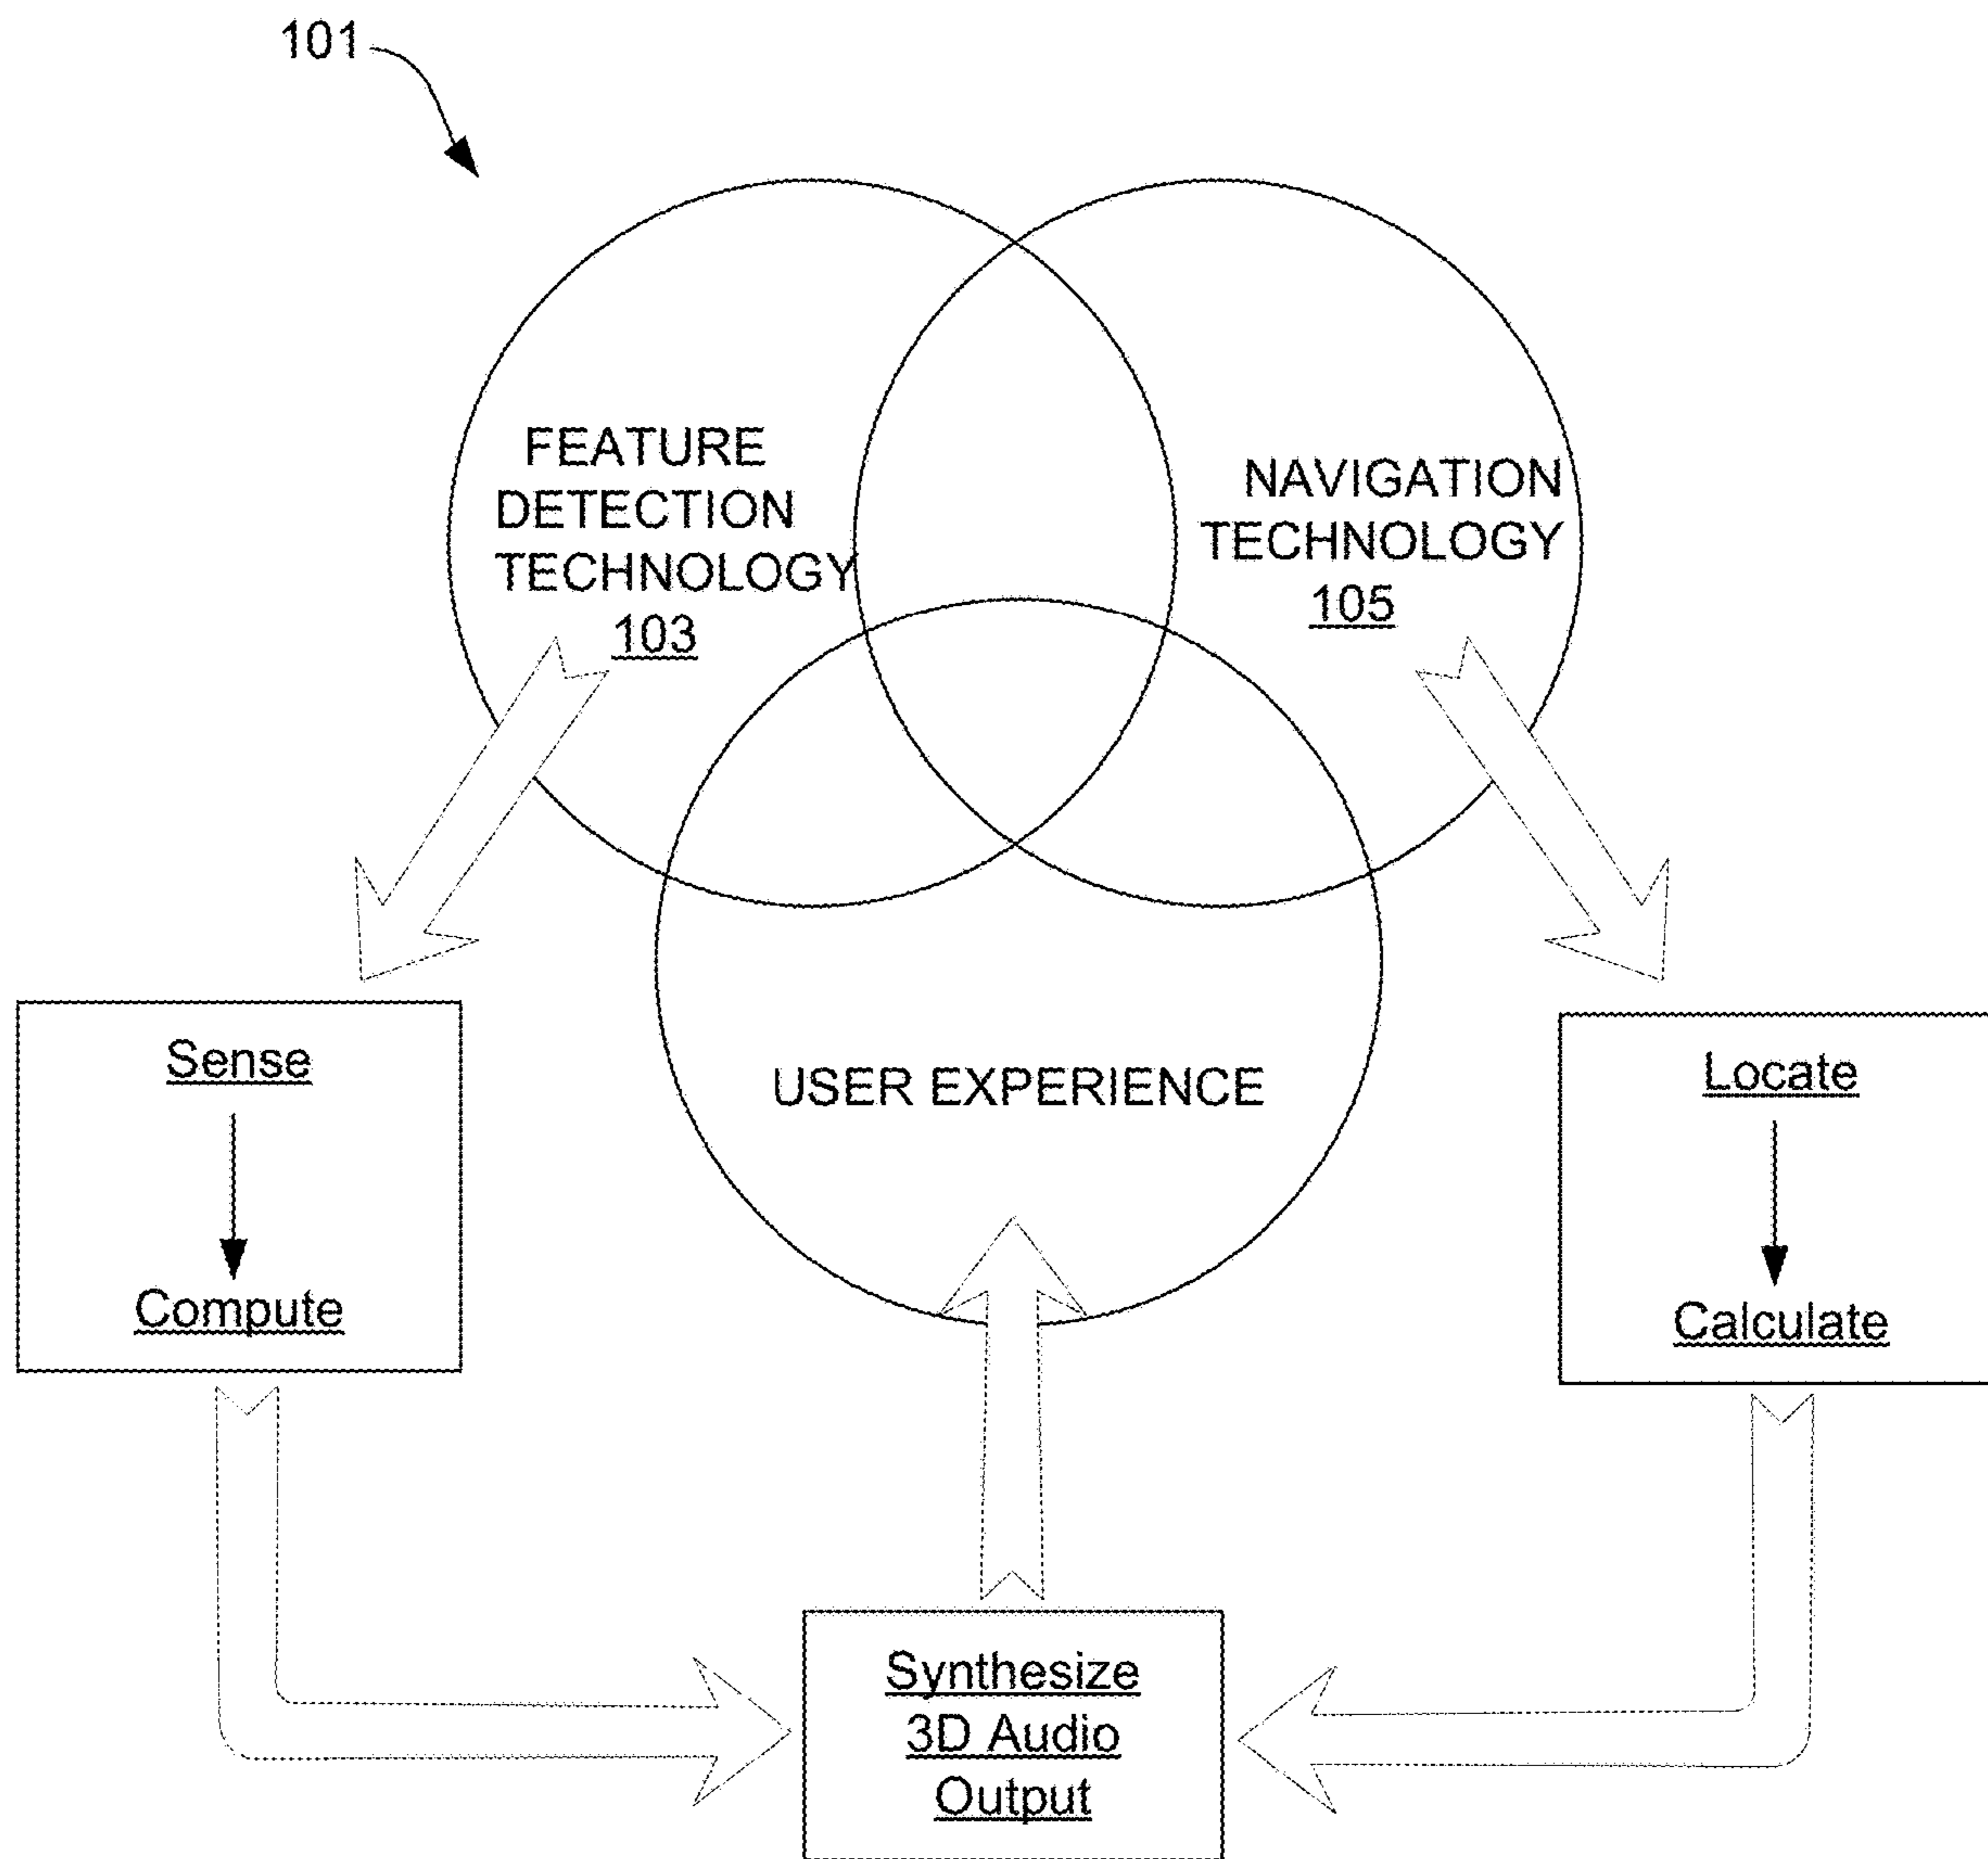 101
FEATURE
DETECTION
TECHNOLOGY
103
NAVIGATION
TECHNOLOGY
105
USER EXPERIENCE
Sense
Compute
Locate
Calculate
Synthesize
3D Audio
Output